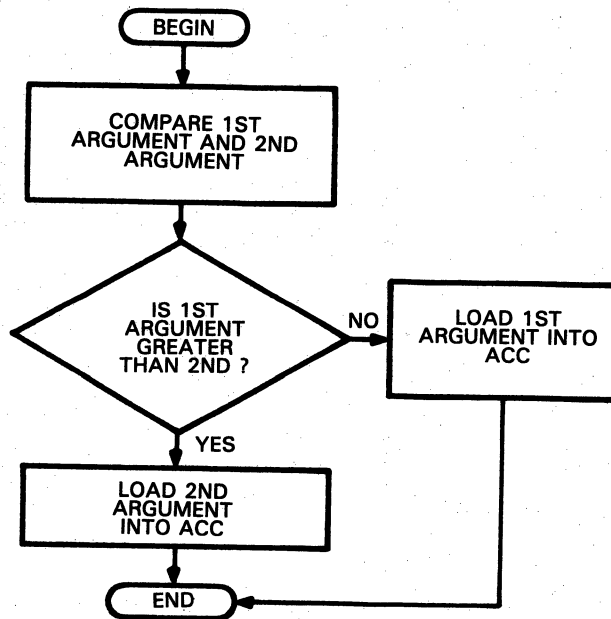 BEGIN
COMPARE 1ST
ARGUMENT AND 2ND
ARGUMENT
IS 1ST
ARGUMENT
GREATER
THAN 2ND ?
NO
LOAD 1ST
ARGUMENT INTO
ACC
YES
LOAD 2ND
ARGUMENT
INTO ACC
END